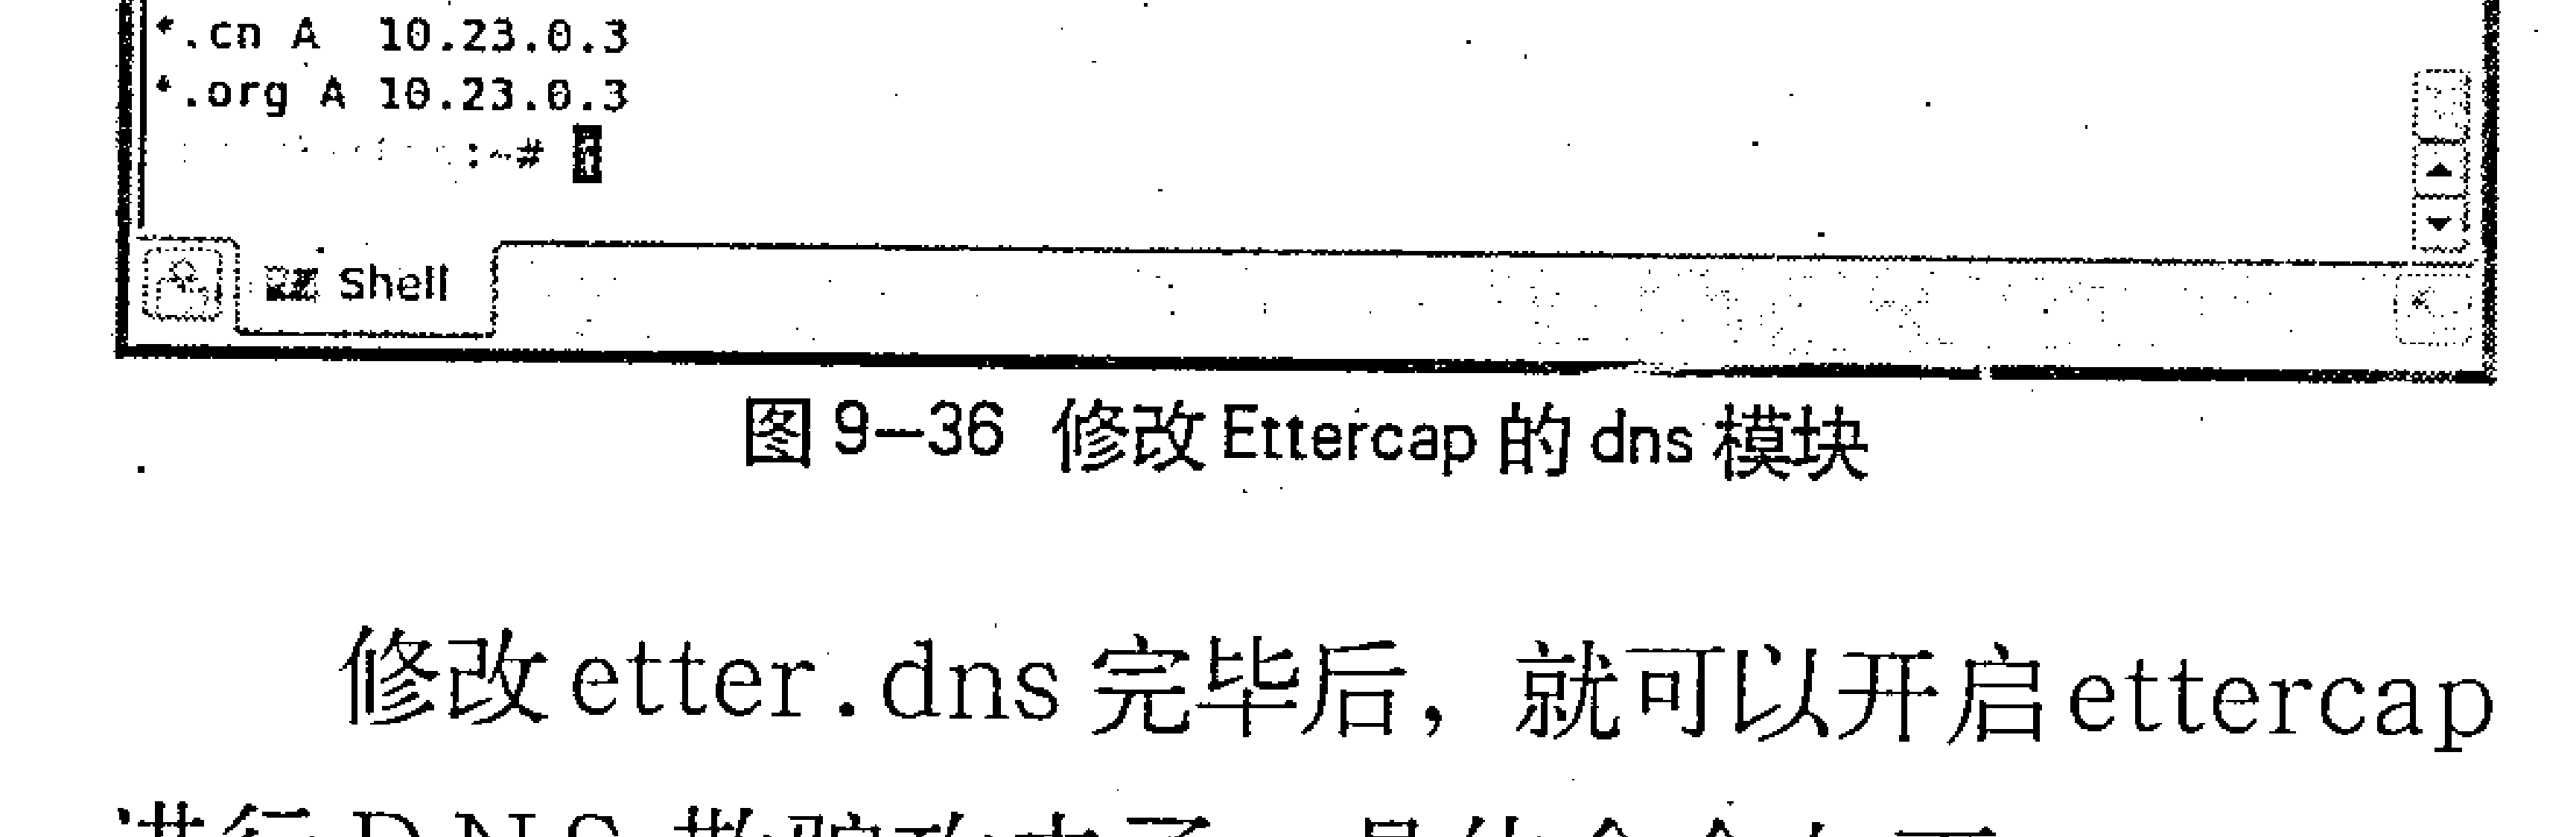 *.cn A  10.23.0.3
*.org A 10.23.0.3
:~#
Shell
图 9-36 修改 Ettercap 的 dns 模块
修改 etter.dns 完毕后，就可以开启 ettercap